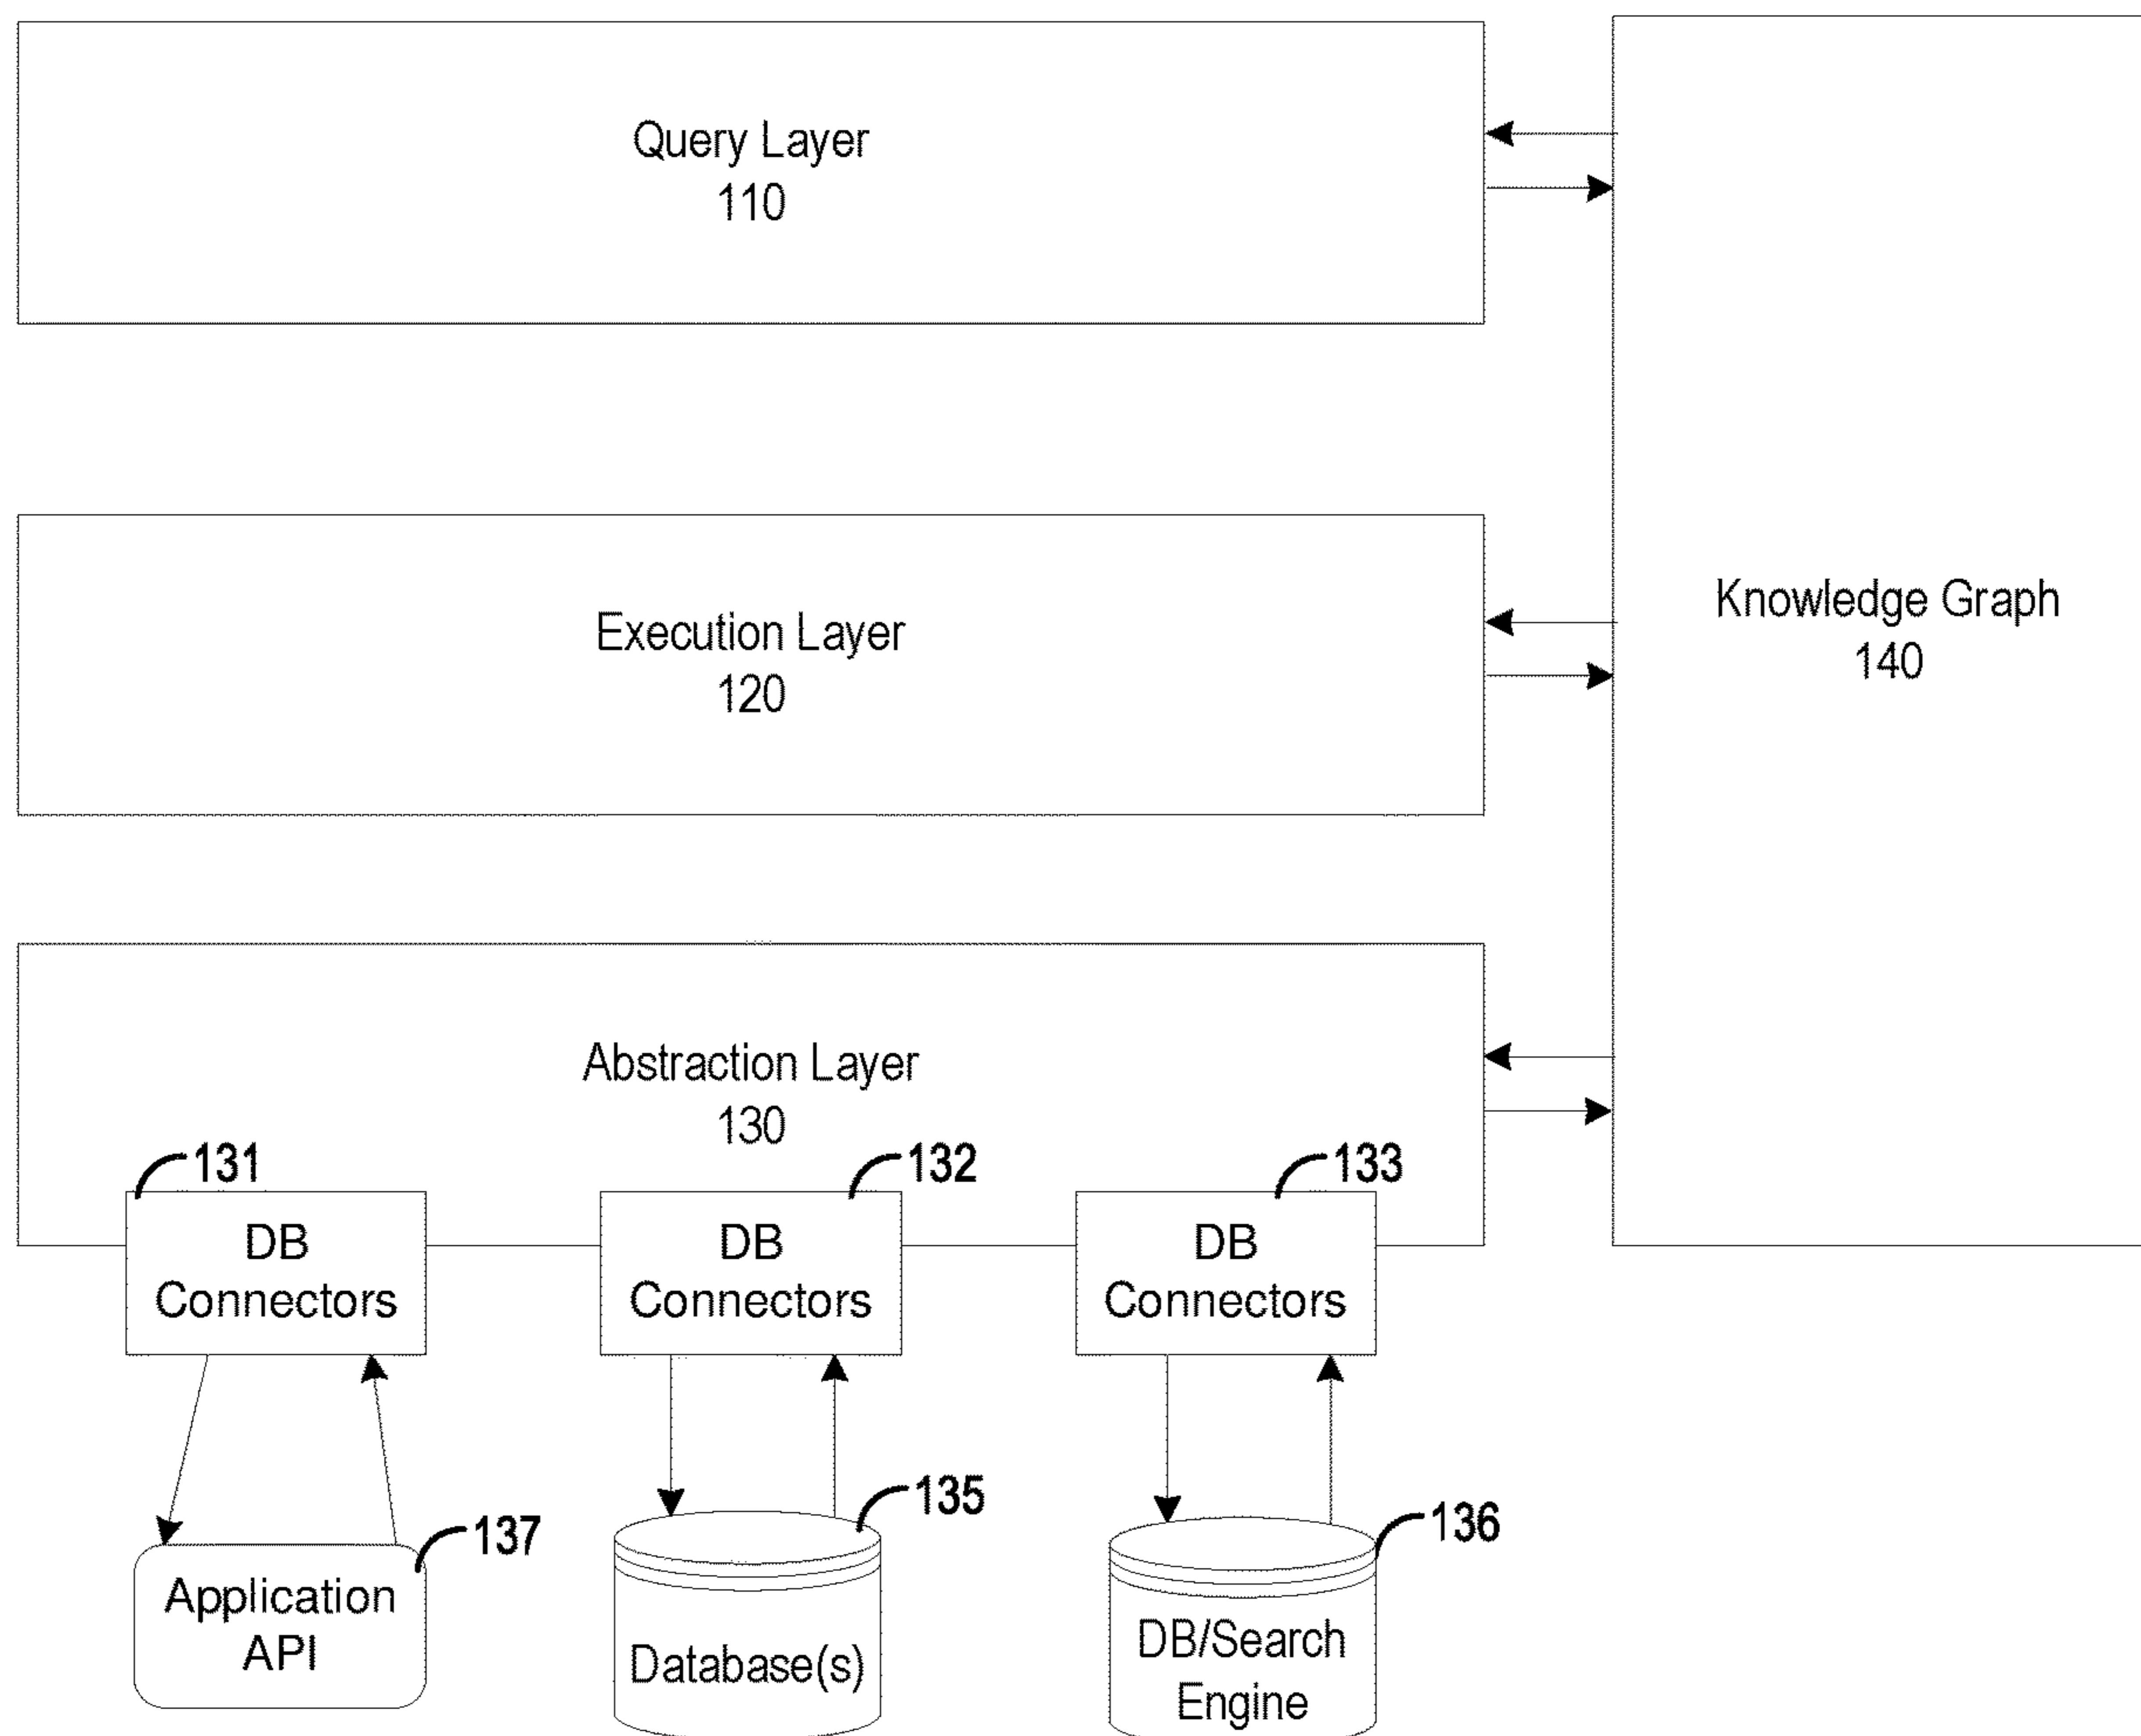 Query Layer
110
Execution Layer
120
Knowledge Graph
140
Abstraction Layer
130
131
132
133
DB
Connectors
DB
Connectors
DB
Connectors
137
135
136
Application
API
Database(s)
DB/Search
Engine